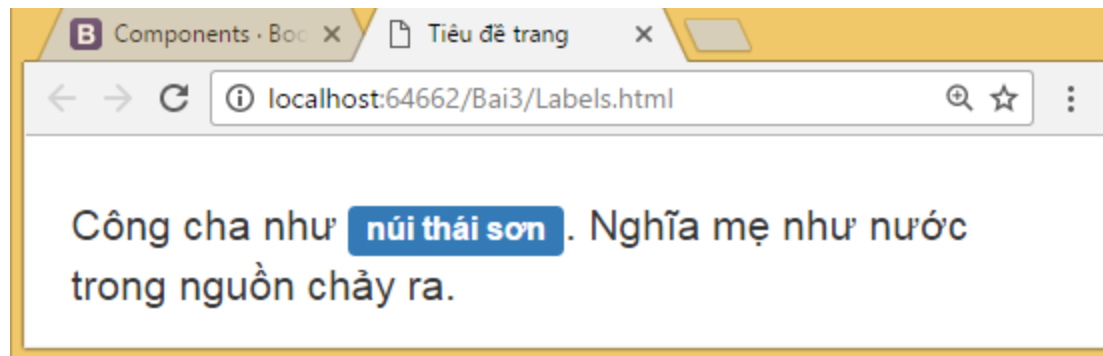 B Components · Boo
Tiêu đề trang
localhost:64662/Bai3/Labels.html
Công cha như núi thái sơn. Nghĩa mẹ như nước
trong nguồn chảy ra.